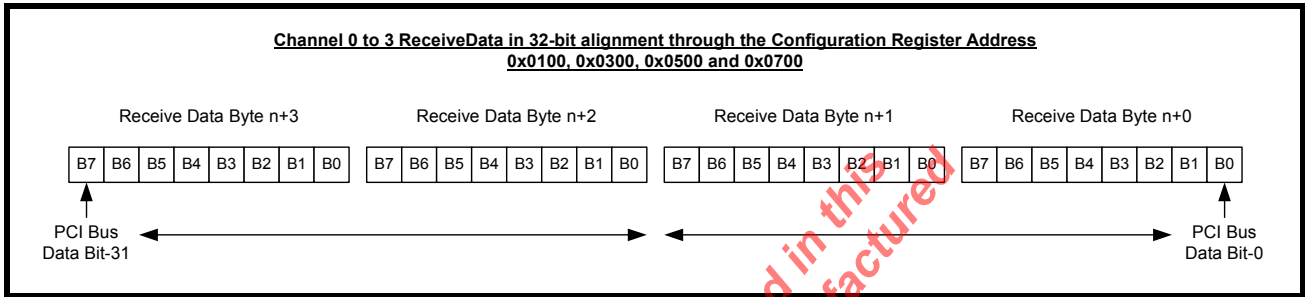 Channel 0 to 3 ReceiveData in 32-bit alignment through the Configuration Register Address
0x0100, 0x0300, 0x0500 and 0x0700
Receive Data Byte n+3 Receive Data Byte n+2 Receive Data Byte n+1 Receive Data Byte n+0
B7 B6 B5 B4 B3 B2 B1 B0 B7 B6 B5 B4 B3 B2 B1 B0 B7 B6 B5 B4 B3 B2 B1 B0 B7 B6 B5 B4 B3 B2 B1 B0
PCI Bus
Data Bit-31
PCI Bus
Data Bit-0
d in this
factured